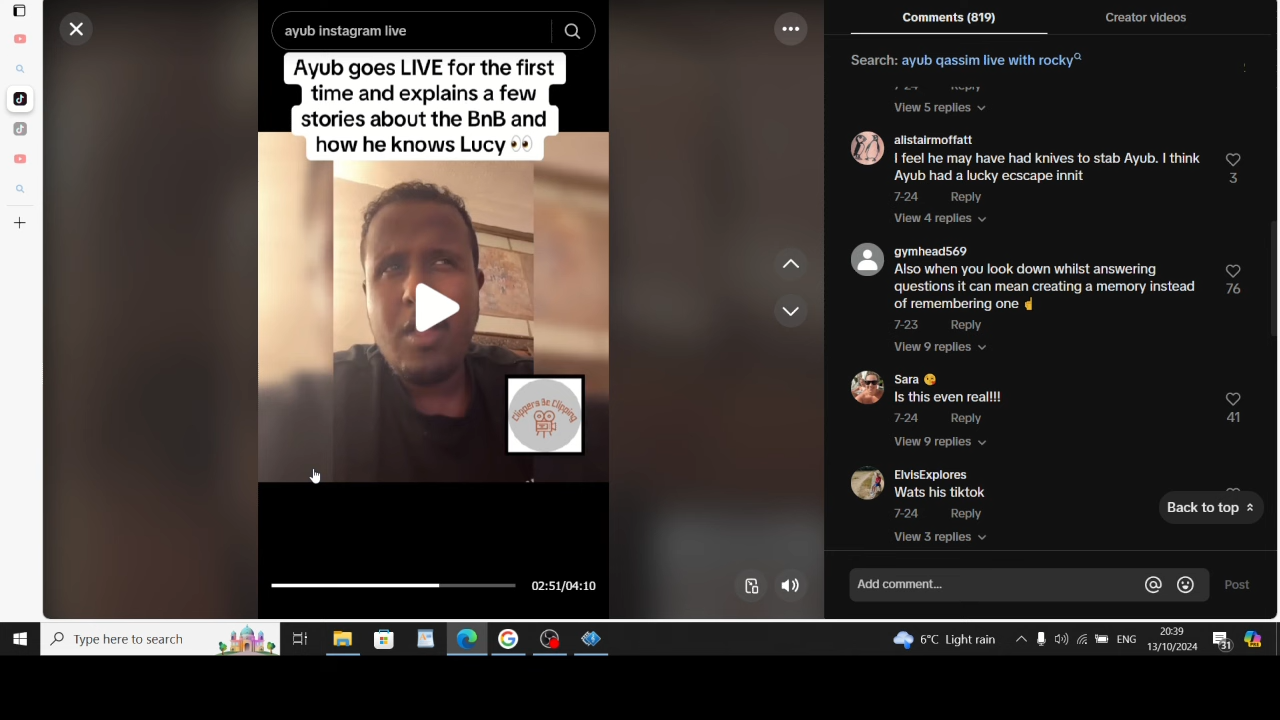 ayub instagram live
Ayub goes LIVE for the first
time and explains a few
stories about the BnB and
how he knows Lucy 👀
Clippers Be Clipping
02:51/04:10
Comments (819)
Creator videos
Search: ayub qassim live with rocky
7-24 Reply
View 5 replies
alistairmoffatt
I feel he may have had knives to stab Ayub. I think
Ayub had a lucky ecscape innit
3
7-24 Reply
View 4 replies
gymhead569
Also when you look down whilst answering
questions it can mean creating a memory instead
of remembering one ☝
76
7-23 Reply
View 9 replies
Sara 😘
Is this even real!!!
41
7-24 Reply
View 9 replies
ElvisExplores
Wats his tiktok
7-24 Reply
View 3 replies
Back to top
Add comment...
Post
Type here to search
6°C Light rain
ENG
20:39
13/10/2024
31